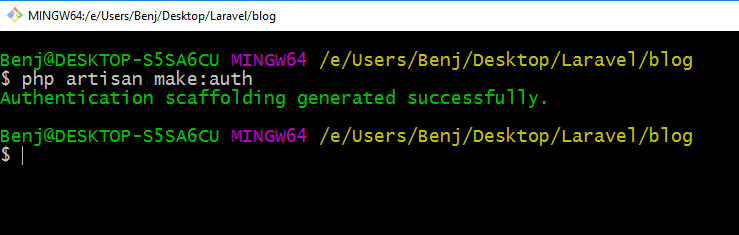 MINGW64:/e/Users/Benj/Desktop/Laravel/blog
Benj@DESKTOP-S5SA6CU MINGW64 /e/Users/Benj/Desktop/Laravel/blog
$ php artisan make:auth
Authentication scaffolding generated successfully.
Benj@DESKTOP-S5SA6CU MINGW64 /e/Users/Benj/Desktop/Laravel/blog
$